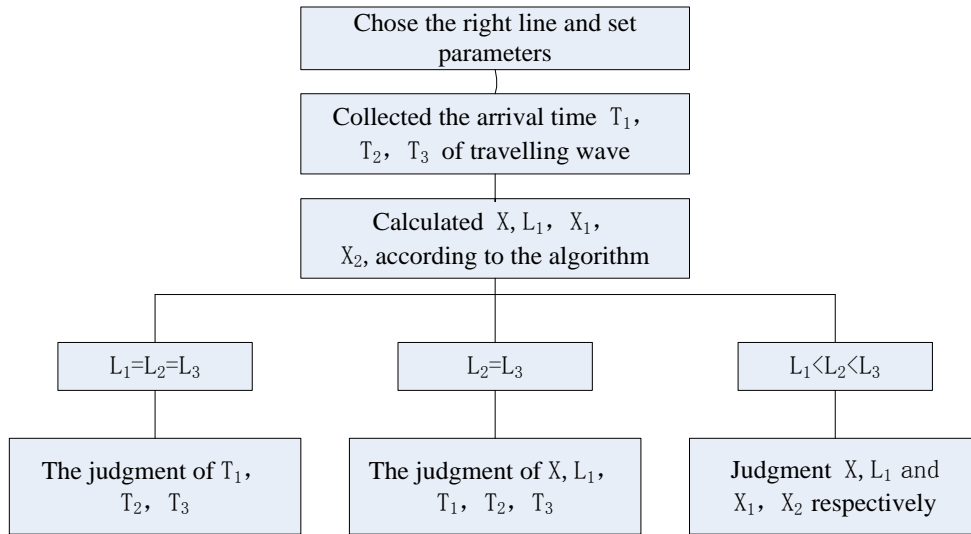 Chose the right line and set
parameters
Collected the arrival time T₁，
T₂， T₃ of travelling wave
Calculated X, L₁， X₁，
X₂, according to the algorithm
L₁=L₂=L₃
L₂=L₃
L₁<L₂<L₃
The judgment of T₁，
T₂， T₃
The judgment of X, L₁，
T₁， T₂， T₃
Judgment X, L₁ and
X₁， X₂ respectively